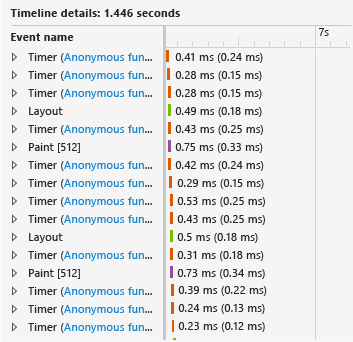 Timeline details: 1.446 seconds
Event name 7s
Timer (Anonymous fun... 0.41 ms (0.24 ms)
Timer (Anonymous fun... 0.28 ms (0.15 ms)
Timer (Anonymous fun... 0.28 ms (0.15 ms)
Layout 0.49 ms (0.18 ms)
Timer (Anonymous fun... 0.43 ms (0.25 ms)
Paint [512] 0.75 ms (0.33 ms)
Timer (Anonymous fun... 0.42 ms (0.24 ms)
Timer (Anonymous fun... 0.29 ms (0.15 ms)
Timer (Anonymous fun... 0.53 ms (0.25 ms)
Timer (Anonymous fun... 0.43 ms (0.25 ms)
Layout 0.5 ms (0.18 ms)
Timer (Anonymous fun... 0.31 ms (0.18 ms)
Paint [512] 0.73 ms (0.34 ms)
Timer (Anonymous fun... 0.39 ms (0.22 ms)
Timer (Anonymous fun... 0.24 ms (0.13 ms)
Timer (Anonymous fun... 0.23 ms (0.12 ms)